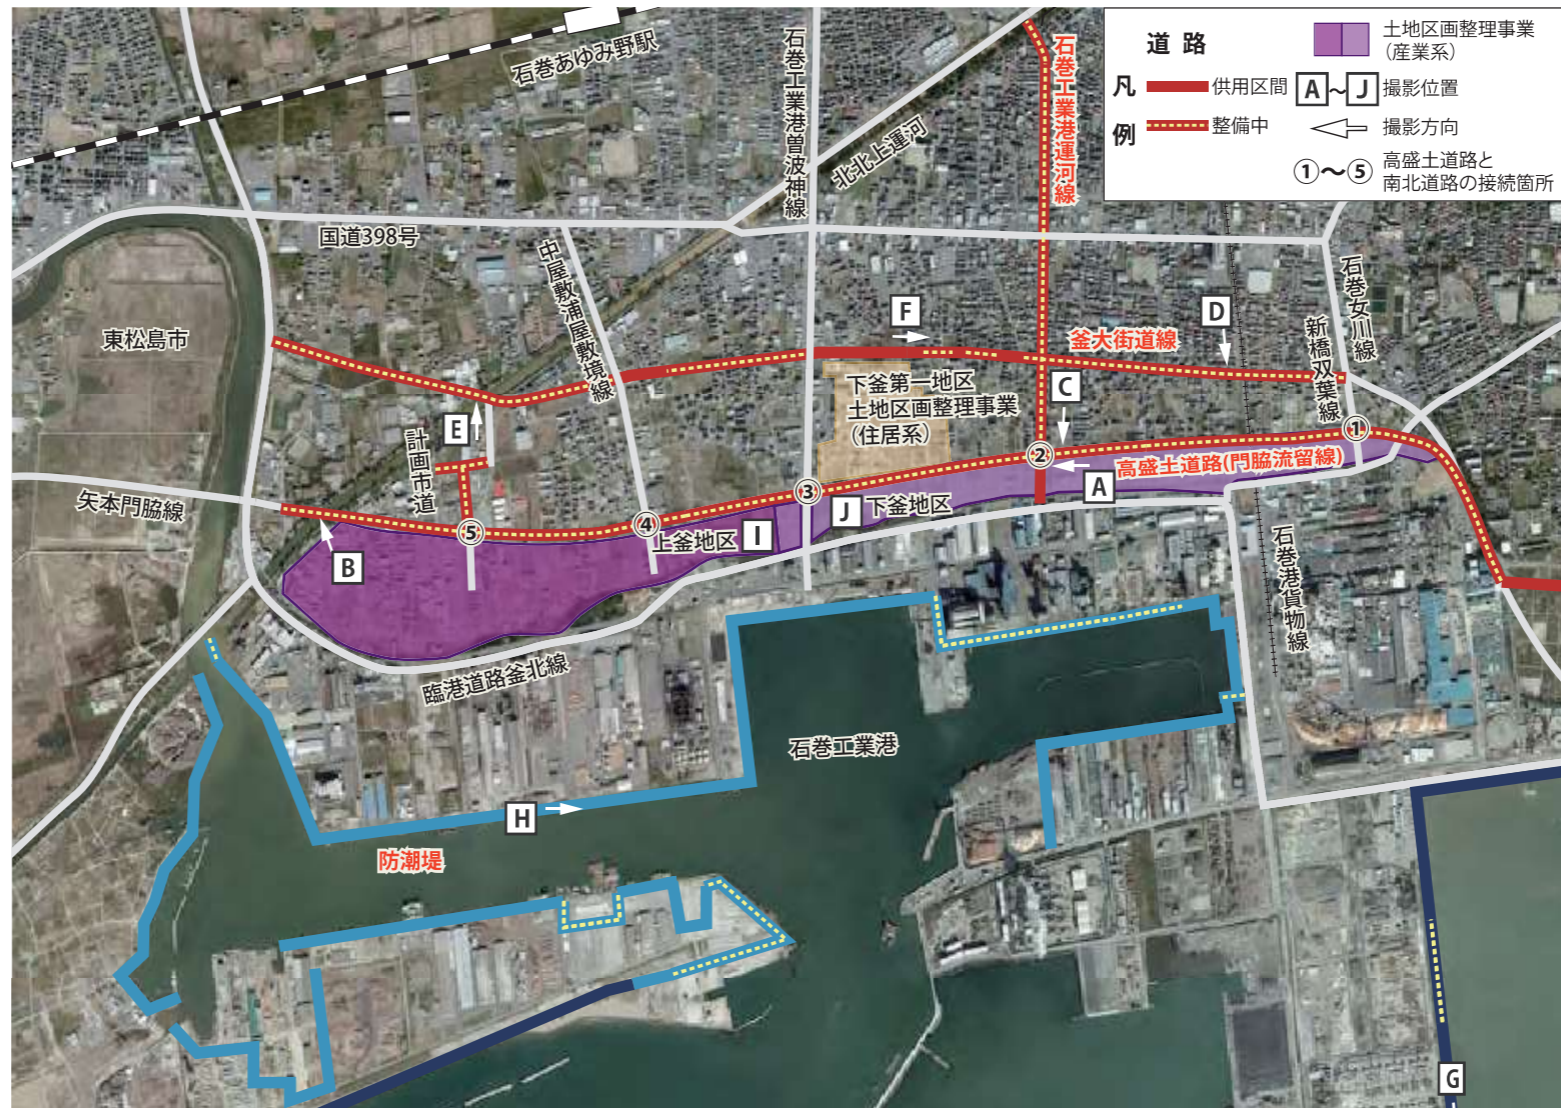 道路
凡例
供用区間
整備中
土地区画整理事業
(産業系)
A～J 撮影位置
撮影方向
①～⑤ 高盛土道路と
南北道路の接続箇所
石巻あゆみ野駅
石巻工業港曽波神線
石巻工業港運河線
北北上運河
国道398号
中屋敷浦屋敷境線
石巻女川線
新橋双葉線
東松島市
F
D
釜大街道線
下釜第一地区
土地区画整理事業
(住居系)
C
E
計画市道
①
②
高盛土道路(門脇流留線)
A
矢本門脇線
③
J
下釜地区
④
上釜地区
I
⑤
B
石巻港貨物線
臨港道路釜北線
石巻工業港
H
防潮堤
G